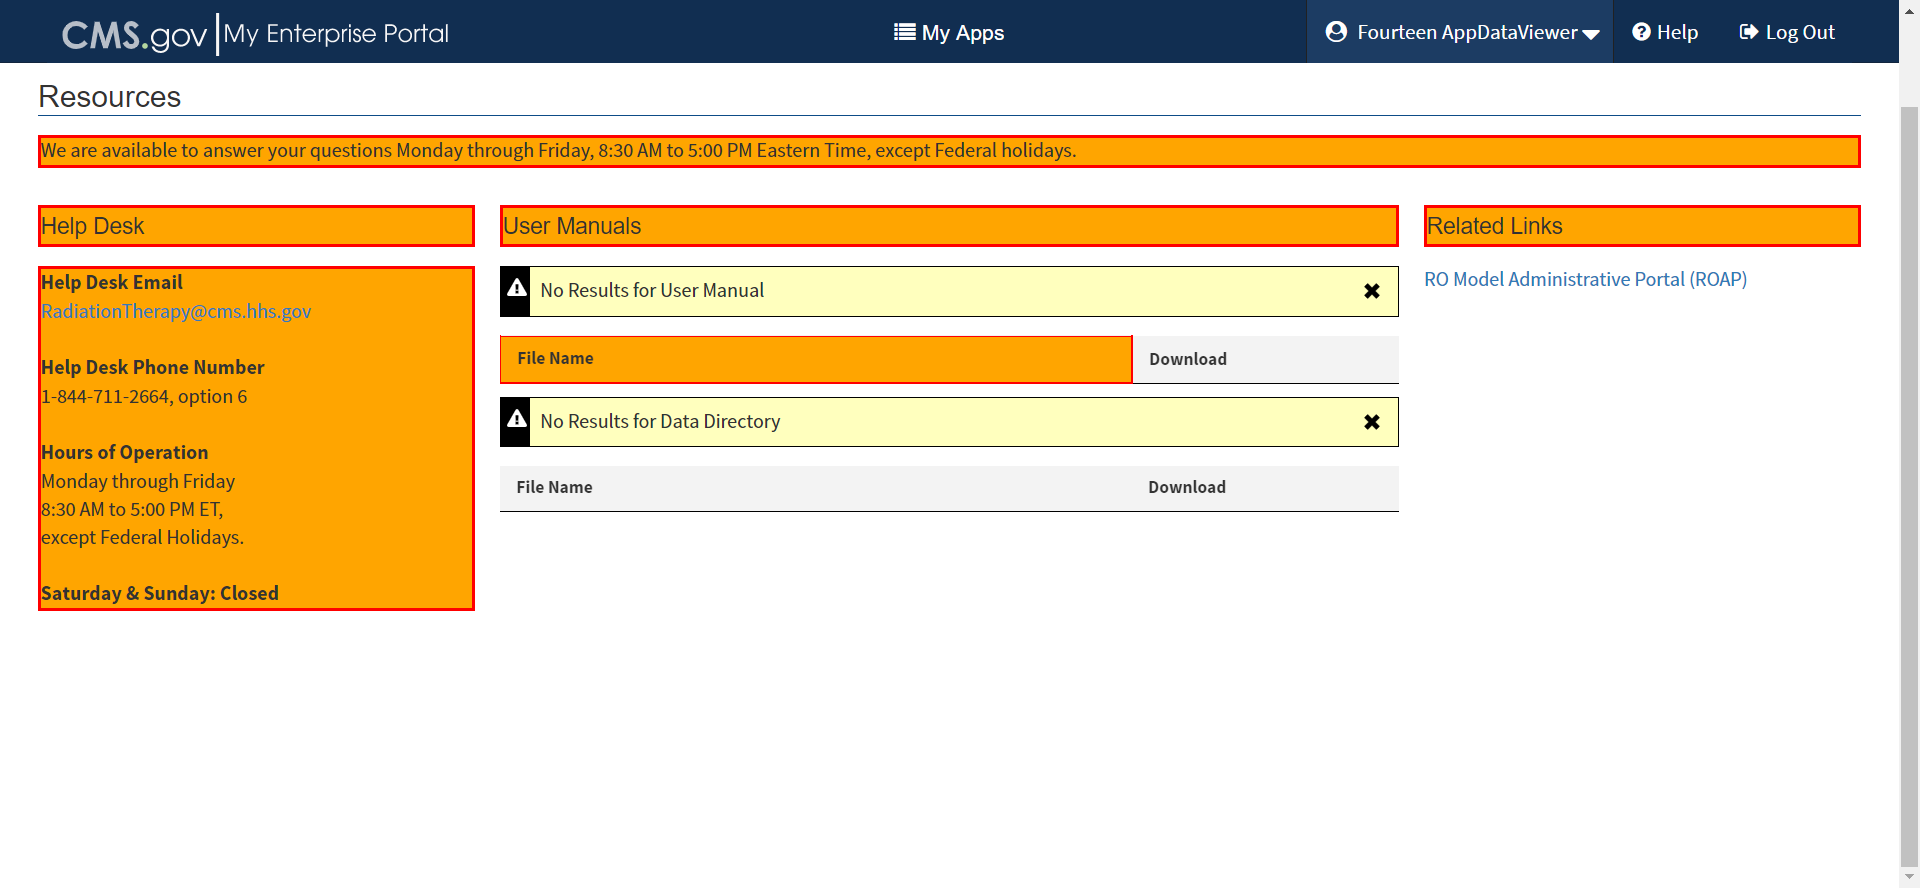 CMS.gov My Enterprise Portal
My Apps
Fourteen AppDataViewer
Help
Log Out
Resources
We are available to answer your questions Monday through Friday, 8:30 AM to 5:00 PM Eastern Time, except Federal holidays.
Help Desk
Help Desk Email
RadiationTherapy@cms.hhs.gov
Help Desk Phone Number
1-844-711-2664, option 6
Hours of Operation
Monday through Friday
8:30 AM to 5:00 PM ET,
except Federal Holidays.
Saturday & Sunday: Closed
User Manuals
No Results for User Manual
File Name Download
No Results for Data Directory
File Name Download
Related Links
RO Model Administrative Portal (ROAP)